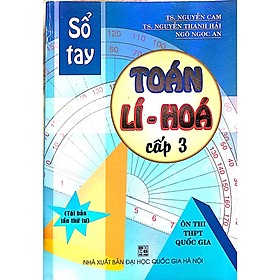 Sổ
tay
TS. NGUYỄN CAM
TS. NGUYỄN THANH HẢI
NGÔ NGỌC AN
TOÁN
LÍ - HOÁ
cấp 3
(Tái bản
lần thứ tư)
ÔN THI
THPT
QUỐC GIA
NHÀ XUẤT BẢN ĐẠI HỌC QUỐC GIA HÀ NỘI